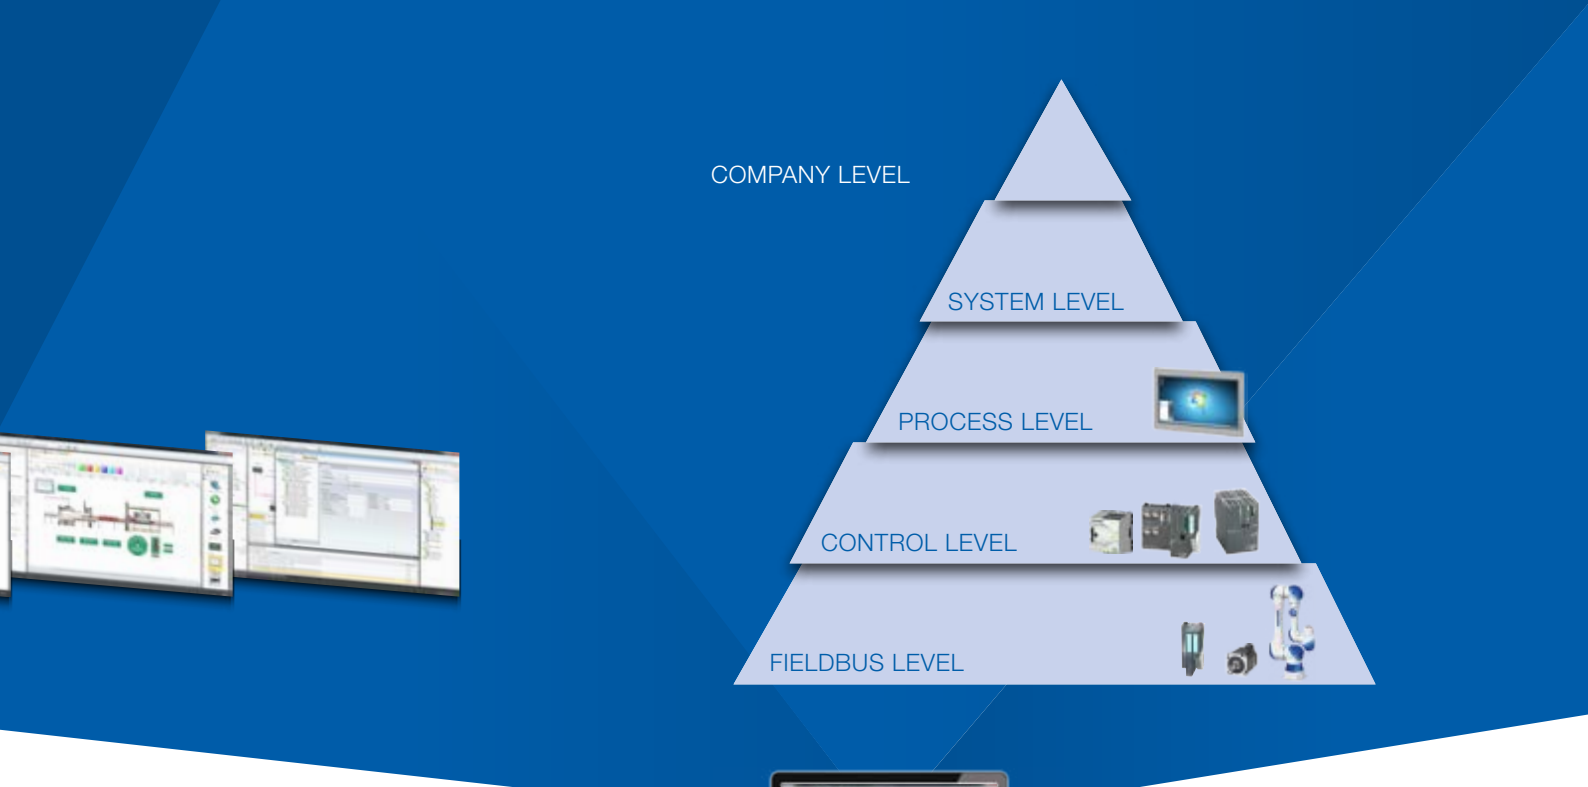 COMPANY LEVEL
SYSTEM LEVEL
PROCESS LEVEL
CONTROL LEVEL
FIELDBUS LEVEL